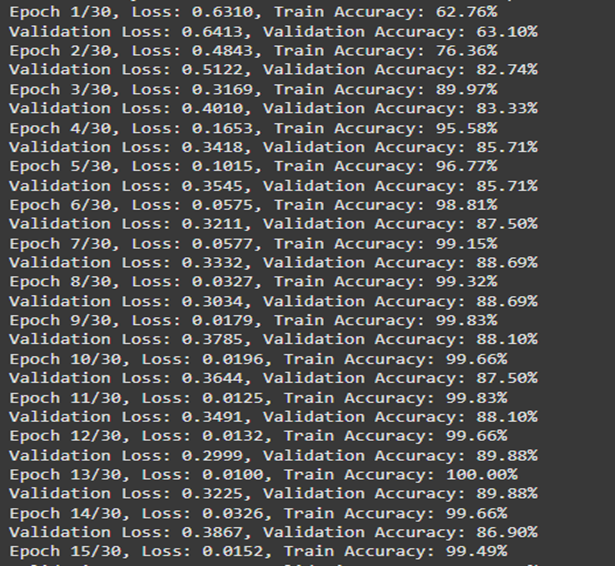 Epoch 1/30, Loss: 0.6310, Train Accuracy: 62.76%
Validation Loss: 0.6413, Validation Accuracy: 63.10%
Epoch 2/30, Loss: 0.4843, Train Accuracy: 76.36%
Validation Loss: 0.5122, Validation Accuracy: 82.74%
Epoch 3/30, Loss: 0.3169, Train Accuracy: 89.97%
Validation Loss: 0.4010, Validation Accuracy: 83.33%
Epoch 4/30, Loss: 0.1653, Train Accuracy: 95.58%
Validation Loss: 0.3418, Validation Accuracy: 85.71%
Epoch 5/30, Loss: 0.1015, Train Accuracy: 96.77%
Validation Loss: 0.3545, Validation Accuracy: 85.71%
Epoch 6/30, Loss: 0.0575, Train Accuracy: 98.81%
Validation Loss: 0.3211, Validation Accuracy: 87.50%
Epoch 7/30, Loss: 0.0577, Train Accuracy: 99.15%
Validation Loss: 0.3332, Validation Accuracy: 88.69%
Epoch 8/30, Loss: 0.0327, Train Accuracy: 99.32%
Validation Loss: 0.3034, Validation Accuracy: 88.69%
Epoch 9/30, Loss: 0.0179, Train Accuracy: 99.83%
Validation Loss: 0.3785, Validation Accuracy: 88.10%
Epoch 10/30, Loss: 0.0196, Train Accuracy: 99.66%
Validation Loss: 0.3644, Validation Accuracy: 87.50%
Epoch 11/30, Loss: 0.0125, Train Accuracy: 99.83%
Validation Loss: 0.3491, Validation Accuracy: 88.10%
Epoch 12/30, Loss: 0.0132, Train Accuracy: 99.66%
Validation Loss: 0.2999, Validation Accuracy: 89.88%
Epoch 13/30, Loss: 0.0100, Train Accuracy: 100.00%
Validation Loss: 0.3225, Validation Accuracy: 89.88%
Epoch 14/30, Loss: 0.0326, Train Accuracy: 99.66%
Validation Loss: 0.3867, Validation Accuracy: 86.90%
Epoch 15/30, Loss: 0.0152, Train Accuracy: 99.49%